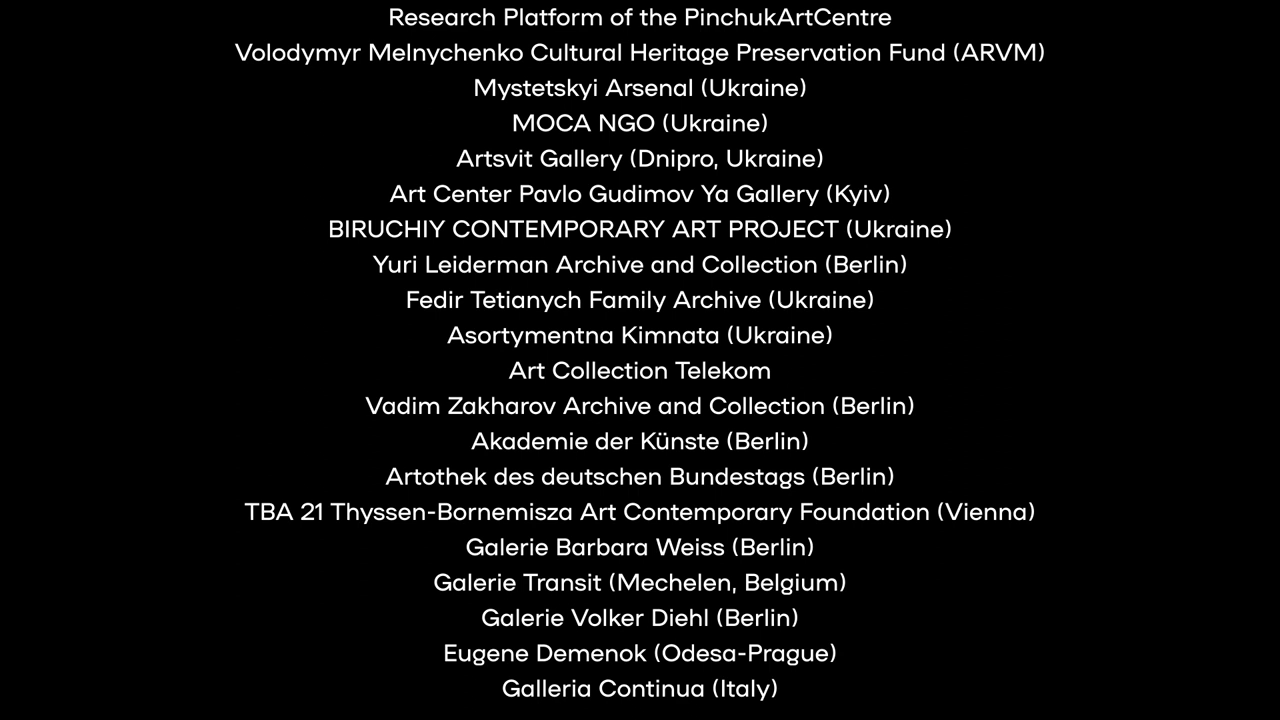 Research Platform of the PinchukArtCentre
Volodymyr Melnychenko Cultural Heritage Preservation Fund (ARVM)
Mystetskyi Arsenal (Ukraine)
MOCA NGO (Ukraine)
Artsvit Gallery (Dnipro, Ukraine)
Art Center Pavlo Gudimov Ya Gallery (Kyiv)
BIRUCHIY CONTEMPORARY ART PROJECT (Ukraine)
Yuri Leiderman Archive and Collection (Berlin)
Fedir Tetianych Family Archive (Ukraine)
Asortymentna Kimnata (Ukraine)
Art Collection Telekom
Vadim Zakharov Archive and Collection (Berlin)
Akademie der Künste (Berlin)
Artothek des deutschen Bundestags (Berlin)
TBA 21 Thyssen-Bornemisza Art Contemporary Foundation (Vienna)
Galerie Barbara Weiss (Berlin)
Galerie Transit (Mechelen, Belgium)
Galerie Volker Diehl (Berlin)
Eugene Demenok (Odesa-Prague)
Galleria Continua (Italy)